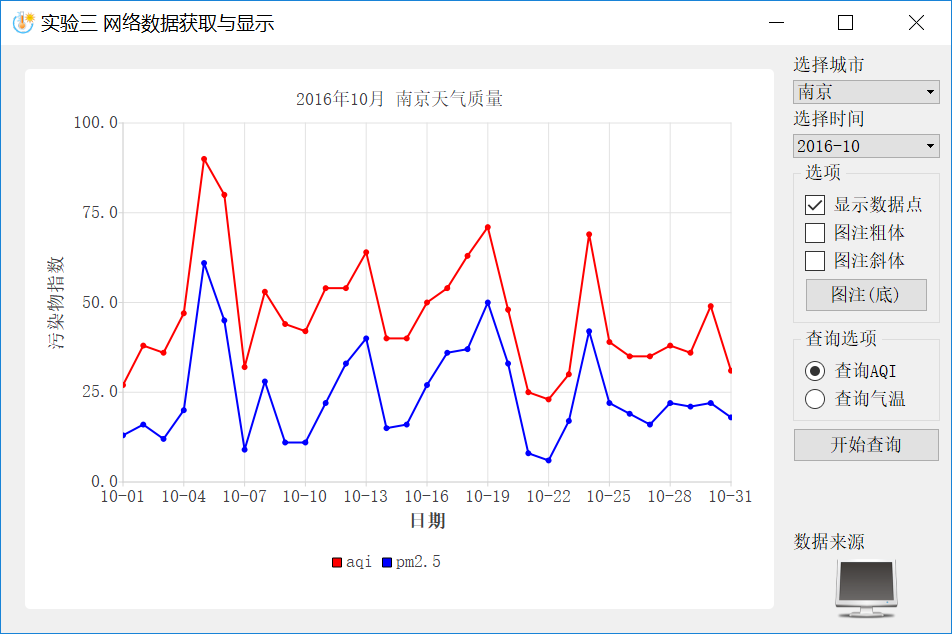 实验三 网络数据获取与显示
2016年10月 南京天气质量
100.0
75.0
50.0
25.0
0.0
污染物指数
10-01 10-04 10-07 10-10 10-13 10-16 10-19 10-22 10-25 10-28 10-31
日期
aqi pm2.5
选择城市
南京
选择时间
2016-10
选项
显示数据点
图注粗体
图注斜体
图注(底)
查询选项
查询AQI
查询气温
开始查询
数据来源